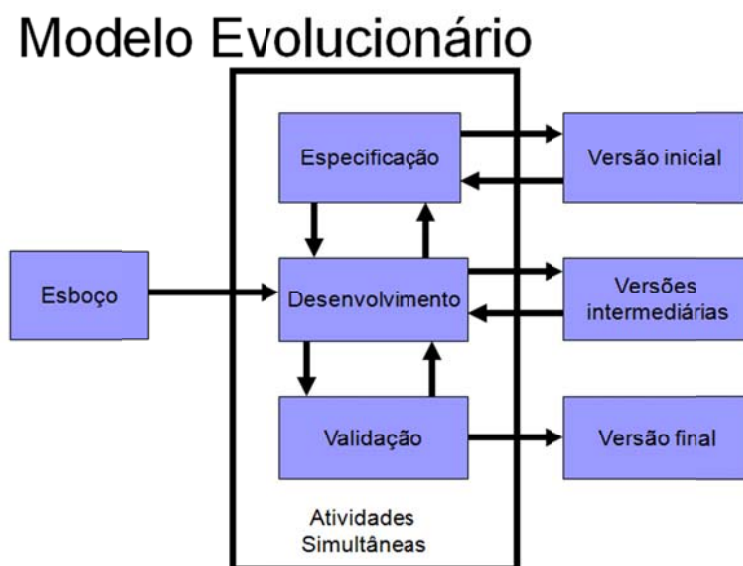 Modelo Evolucionário
Especificação
Versão inicial
Esboço
Desenvolvimento
Versões
intermediárias
Validação
Versão final
Atividades
Simultâneas